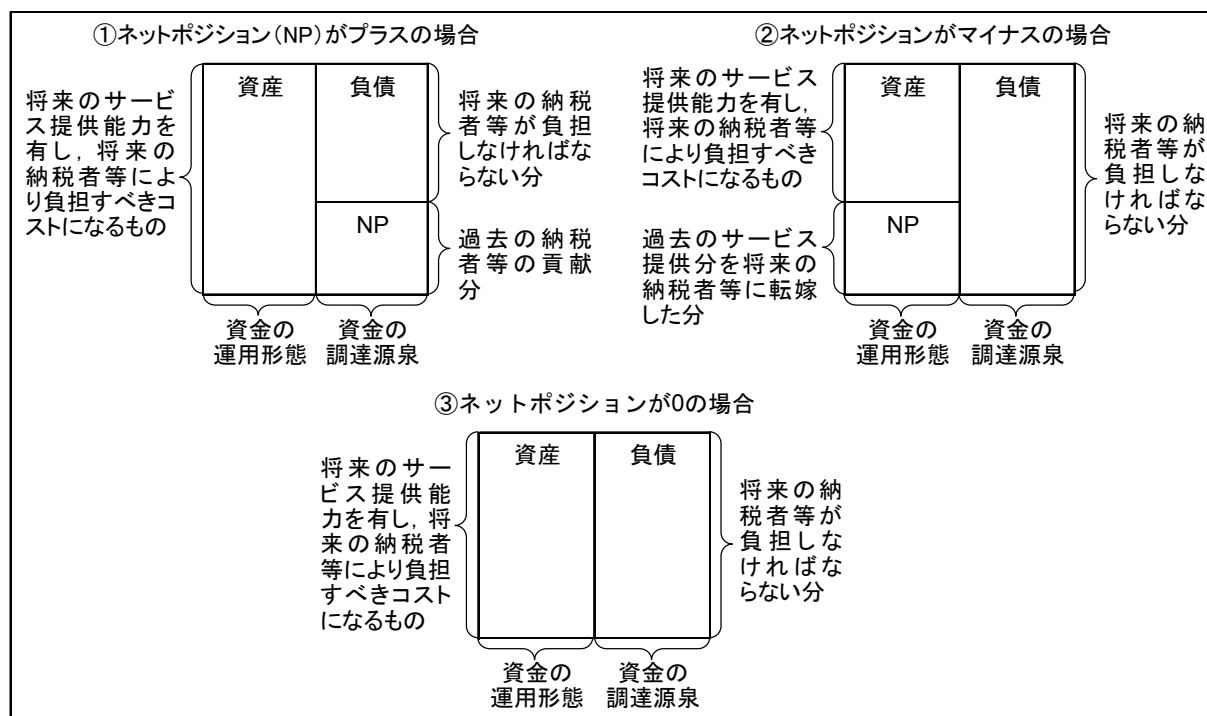 ①ネットポジション(NP)がプラスの場合
将来のサービ
ス提供能力を
有し，将来の
納税者等によ
り負担すべきコ
ストになるもの
資産
負債
NP
将来の納税
者等が負担
しなければな
らない分
過去の納税
者等の貢献
分
資金の
運用形態
資金の
調達源泉
②ネットポジションがマイナスの場合
将来のサービス
提供能力を有し，
将来の納税者等
により負担すべき
コストになるもの
過去のサービス
提供分を将来の
納税者等に転嫁
した分
資産
NP
負債
将来の納
税者等が
負担しな
ければな
らない分
資金の
運用形態
資金の
調達源泉
③ネットポジションが0の場合
将来のサー
ビス提供能
力を有し，将
来の納税者
等により負担
すべきコスト
になるもの
資産
負債
将来の納
税者等が
負担しな
ければな
らない分
資金の
運用形態
資金の
調達源泉